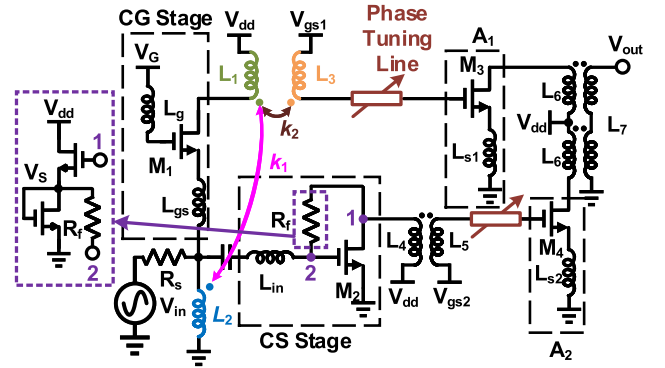 CG Stage
V_dd
V_gs1
Phase
Tuning
Line
A_1
V_out
V_G
L_1
L_3
M_3
L_g
L_6
V_dd
L_7
k_2
V_dd
1
M_1
k_1
L_s1
L_6
V_S
L_gs
R_f
1
R_f
2
R_s
L_in
2
M_2
L_4
L_5
M_4
V_in
L_2
V_dd
V_gs2
L_s2
CS Stage
A_2